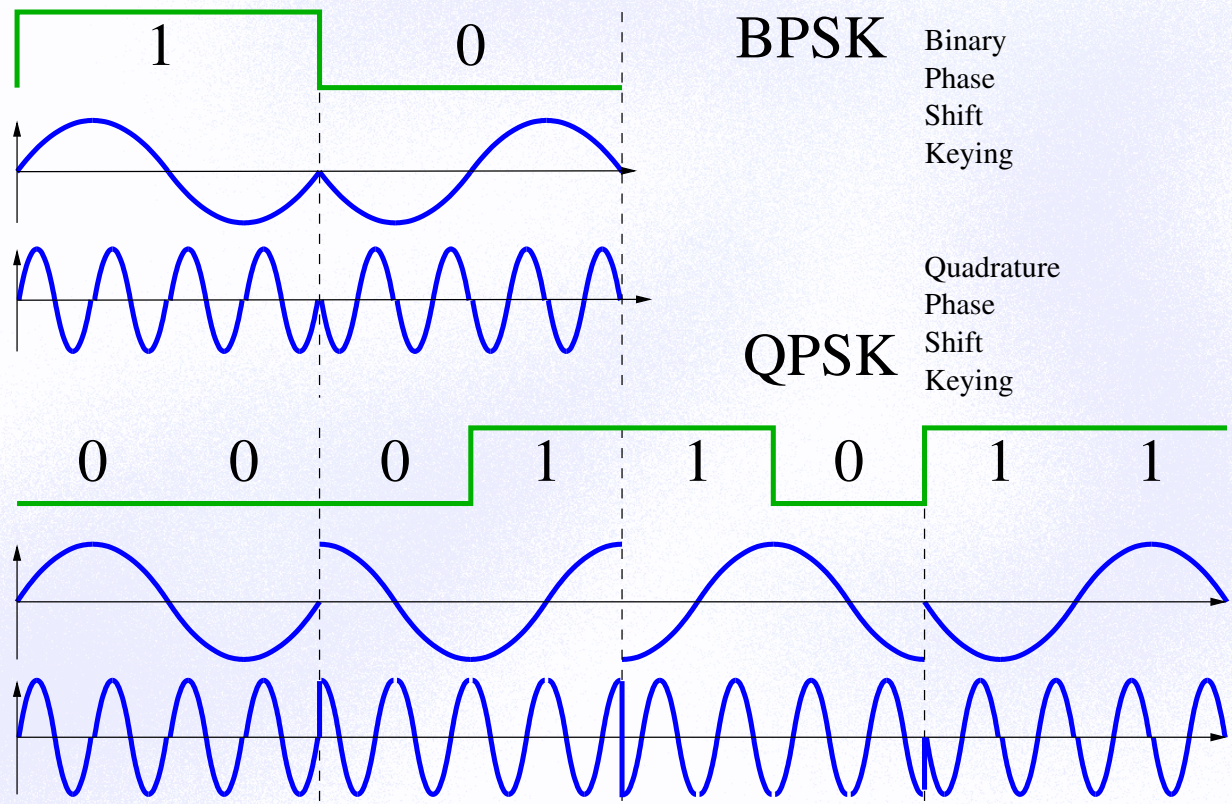 1 0
BPSK
Binary
Phase
Shift
Keying
QPSK
Quadrature
Phase
Shift
Keying
0 0 0 1 1 0 1 1